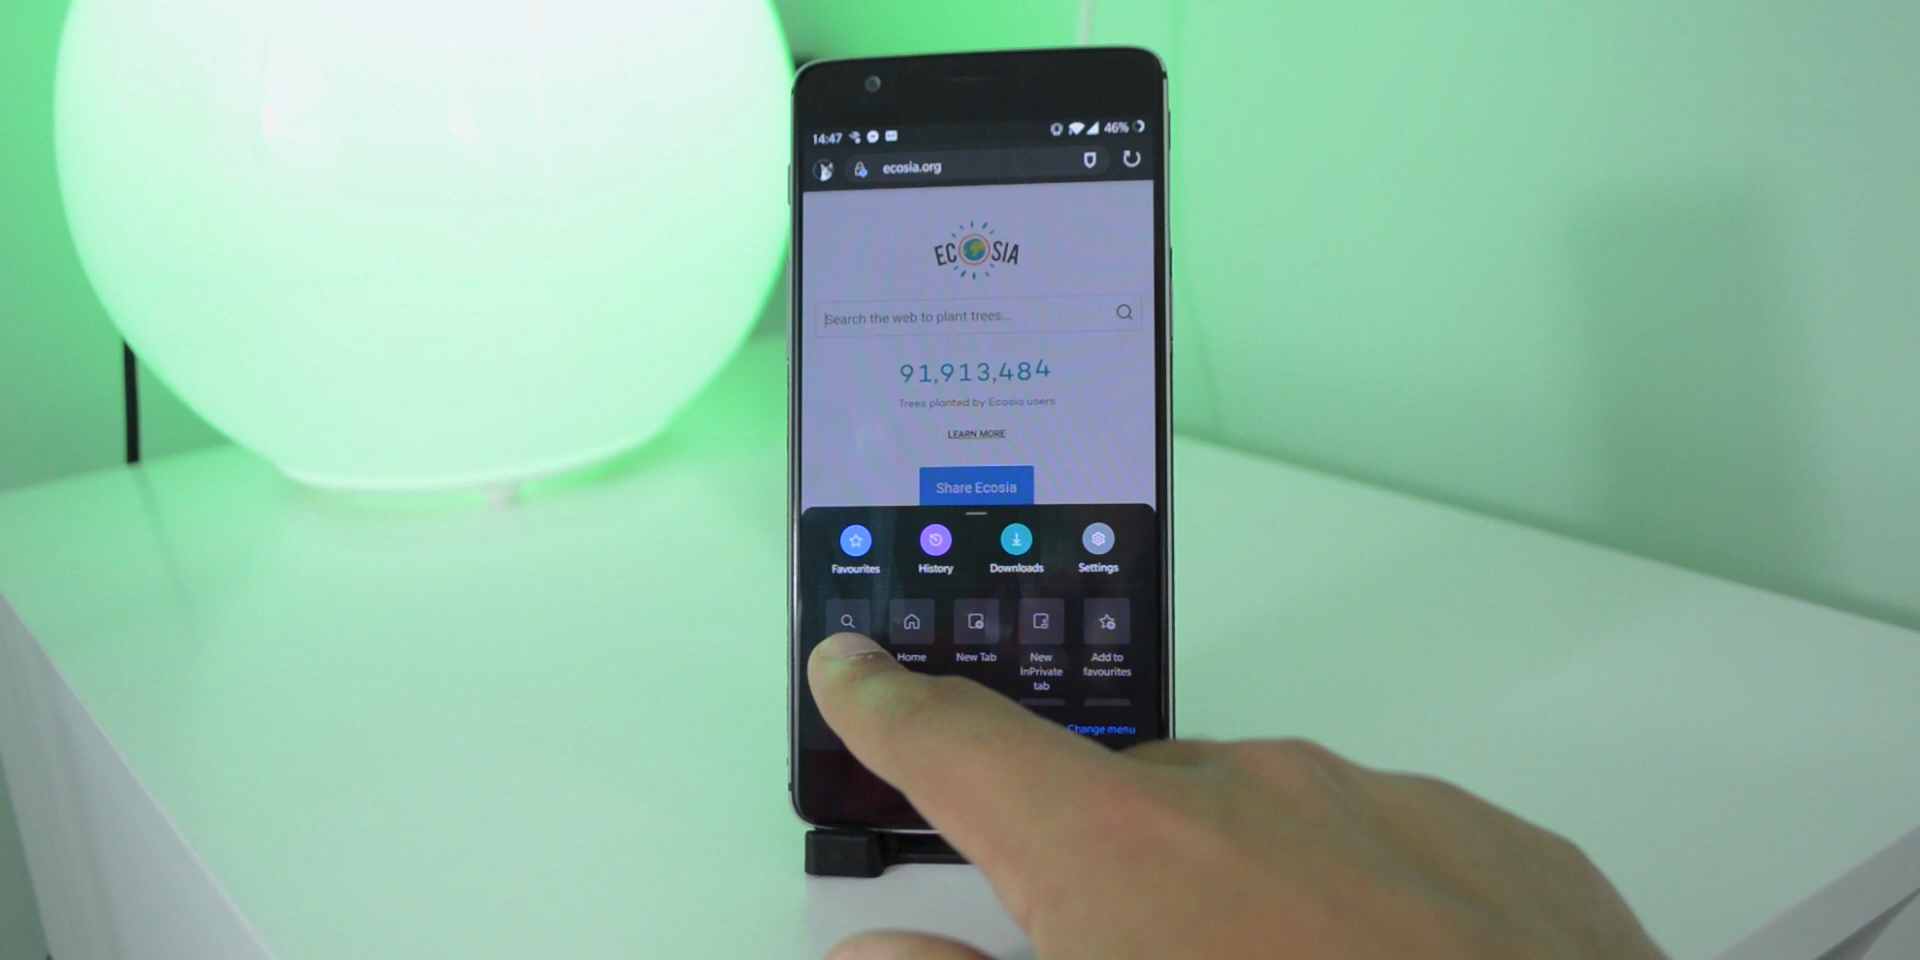 14:47
46%
ecosia.org
ECOSIA
Search the web to plant trees...
91,913,484
Trees planted by Ecosia users
LEARN MORE
Share Ecosia
Favourites
History
Downloads
Settings
Home
New Tab
New
InPrivate
tab
Add to
favourites
Change menu